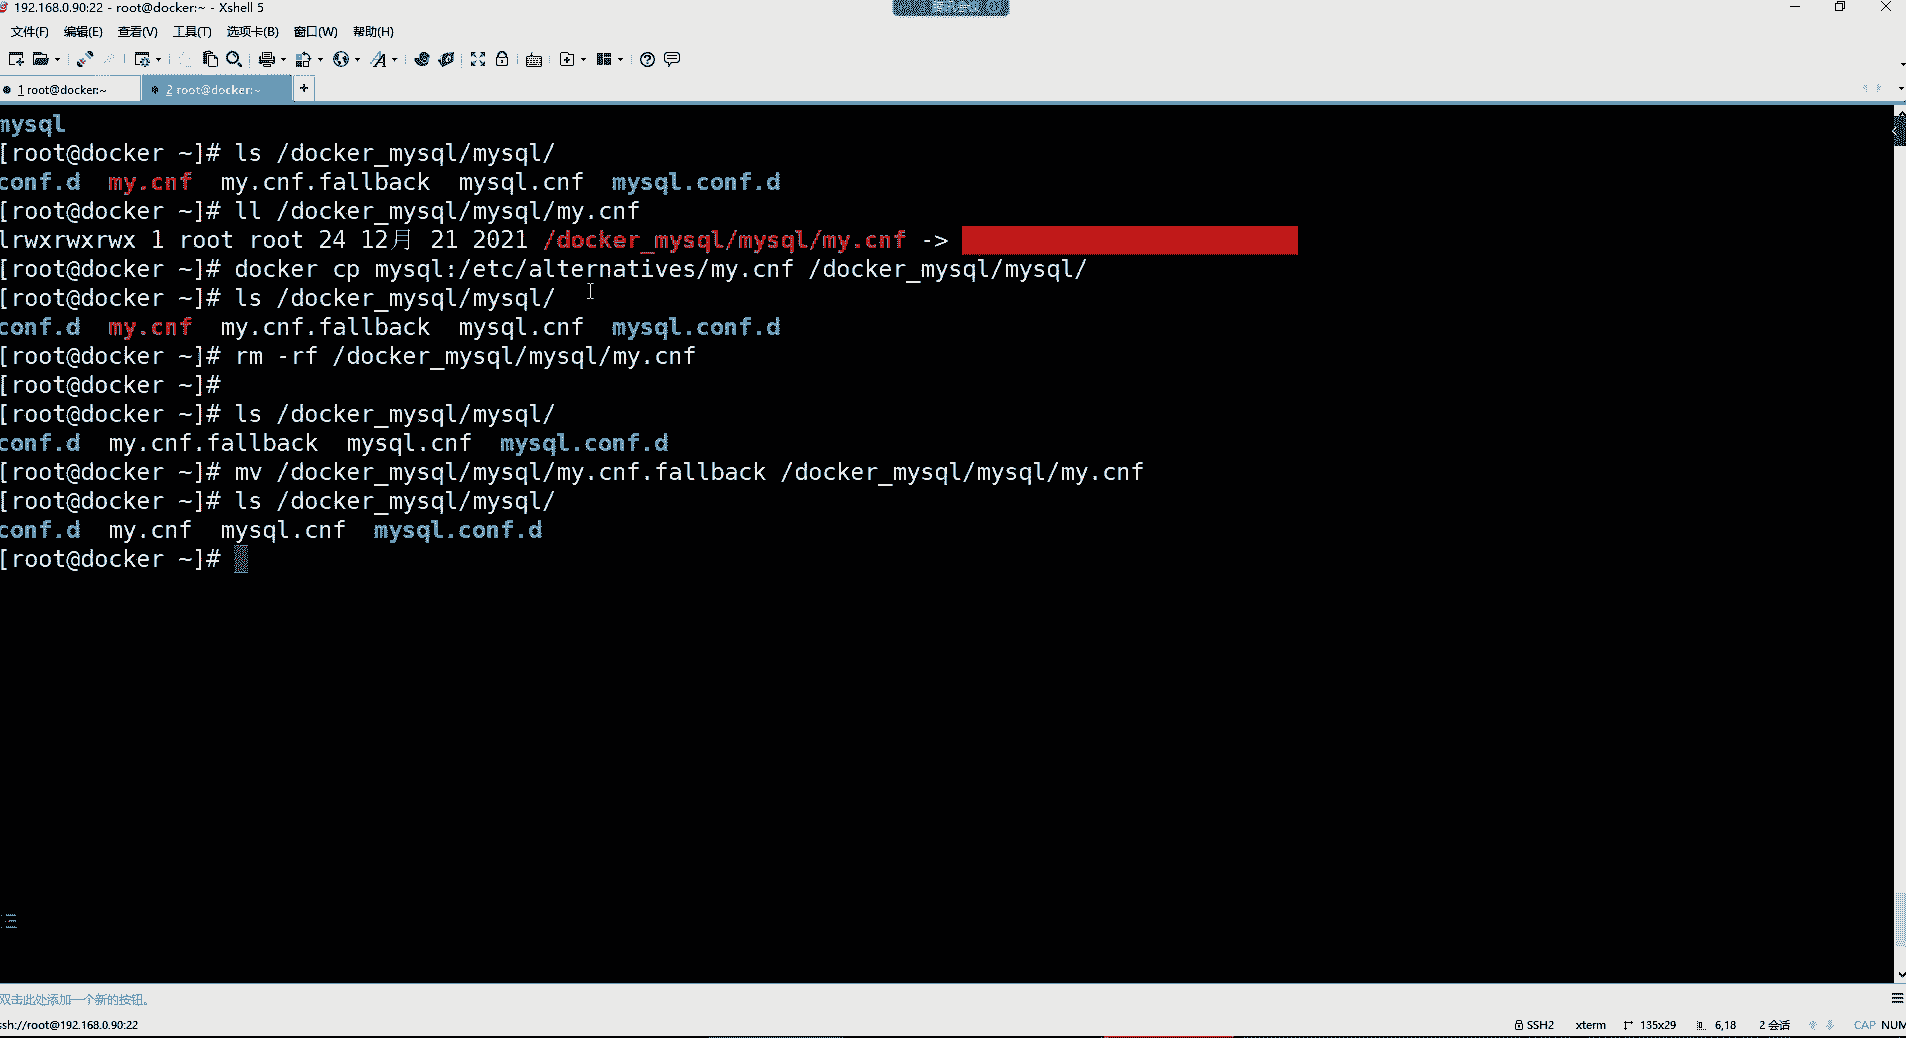 192.168.0.90:22 - root@docker:~ - Xshell 5
文件(F) 编辑(E) 查看(V) 工具(T) 选项卡(B) 窗口(W) 帮助(H)
1 root@docker:~ 2 root@docker:~ +
mysql
[root@docker ~]# ls /docker_mysql/mysql/
conf.d my.cnf my.cnf.fallback mysql.cnf mysql.conf.d
[root@docker ~]# ll /docker_mysql/mysql/my.cnf
lrwxrwxrwx 1 root root 24 12月 21 2021 /docker_mysql/mysql/my.cnf ->
[root@docker ~]# docker cp mysql:/etc/alternatives/my.cnf /docker_mysql/mysql/
[root@docker ~]# ls /docker_mysql/mysql/
conf.d my.cnf my.cnf.fallback mysql.cnf mysql.conf.d
[root@docker ~]# rm -rf /docker_mysql/mysql/my.cnf
[root@docker ~]#
[root@docker ~]# ls /docker_mysql/mysql/
conf.d my.cnf.fallback mysql.cnf mysql.conf.d
[root@docker ~]# mv /docker_mysql/mysql/my.cnf.fallback /docker_mysql/mysql/my.cnf
[root@docker ~]# ls /docker_mysql/mysql/
conf.d my.cnf mysql.cnf mysql.conf.d
[root@docker ~]#
双击此处添加一个新的按钮。
ssh://root@192.168.0.90:22 SSH2 xterm 135x29 6,18 2 会话 CAP NUM